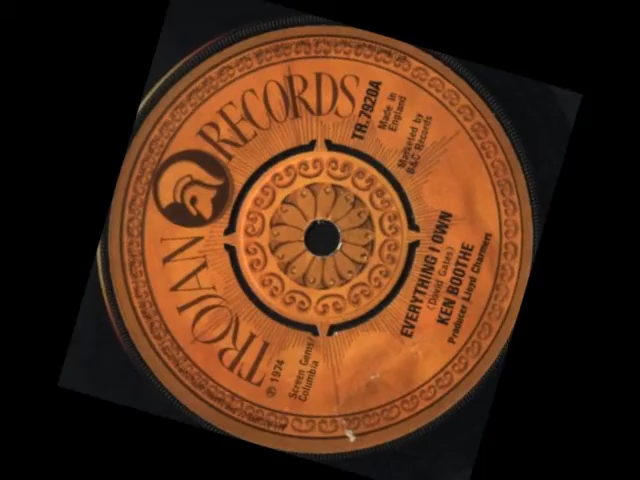 TROJAN RECORDS
TR.7920A
Made in
England
Marketed by
B&C Records
℗ 1974
Screen Gems/
Columbia
EVERYTHING I OWN
(David Gates)
KEN BOOTHE
Producer Lloyd Charmers